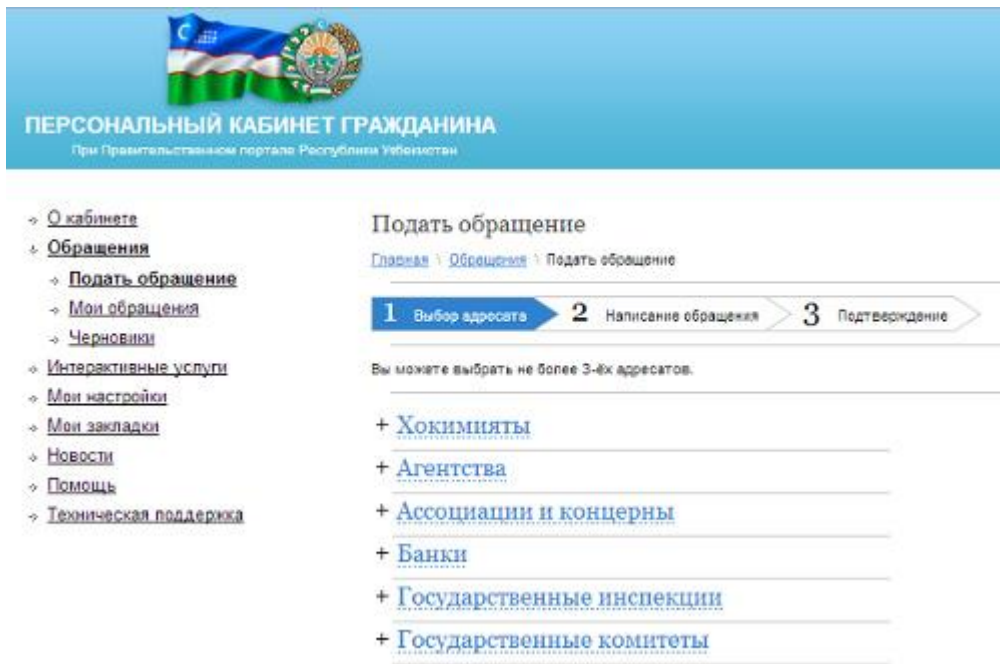 ПЕРСОНАЛЬНЫЙ КАБИНЕТ ГРАЖДАНИНА
При Правительственном портале Республики Узбекистан
О кабинете
Обращения
Подать обращение
Мои обращения
Черновики
Интерактивные услуги
Мои настройки
Мои закладки
Новости
Помощь
Техническая поддержка
Подать обращение
Главная \ Обращения \ Подать обращение
1 Выбор адресата 2 Написание обращения 3 Подтверждение
Вы можете выбрать не более 3-ёх адресатов.
+ Хокимияты
+ Агентства
+ Ассоциации и концерны
+ Банки
+ Государственные инспекции
+ Государственные комитеты